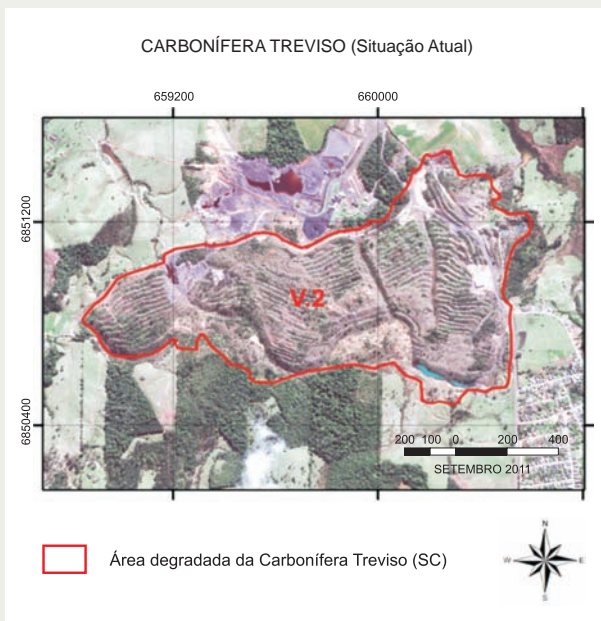 CARBONÍFERA TREVISO (Situação Atual)
659200 660000
6851200
V.2
6850400
200 100 0 200 400
SETEMBRO 2011
Área degradada da Carbonífera Treviso (SC)
N
W E
S